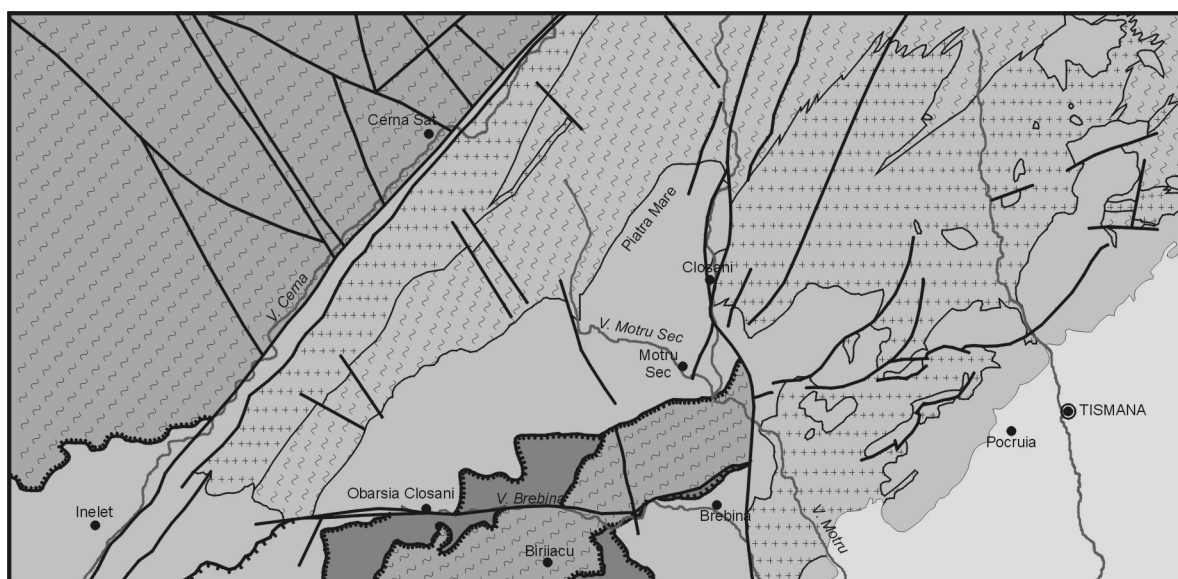 Cerna Sat
Piatra Mare
Closani
V. Cerna
V. Motru Sec
Motru
Sec
TISMANA
Pocruia
Obarsia Closani
V. Brebina
Inelet
Brebina
V. Motru
Biriiacu